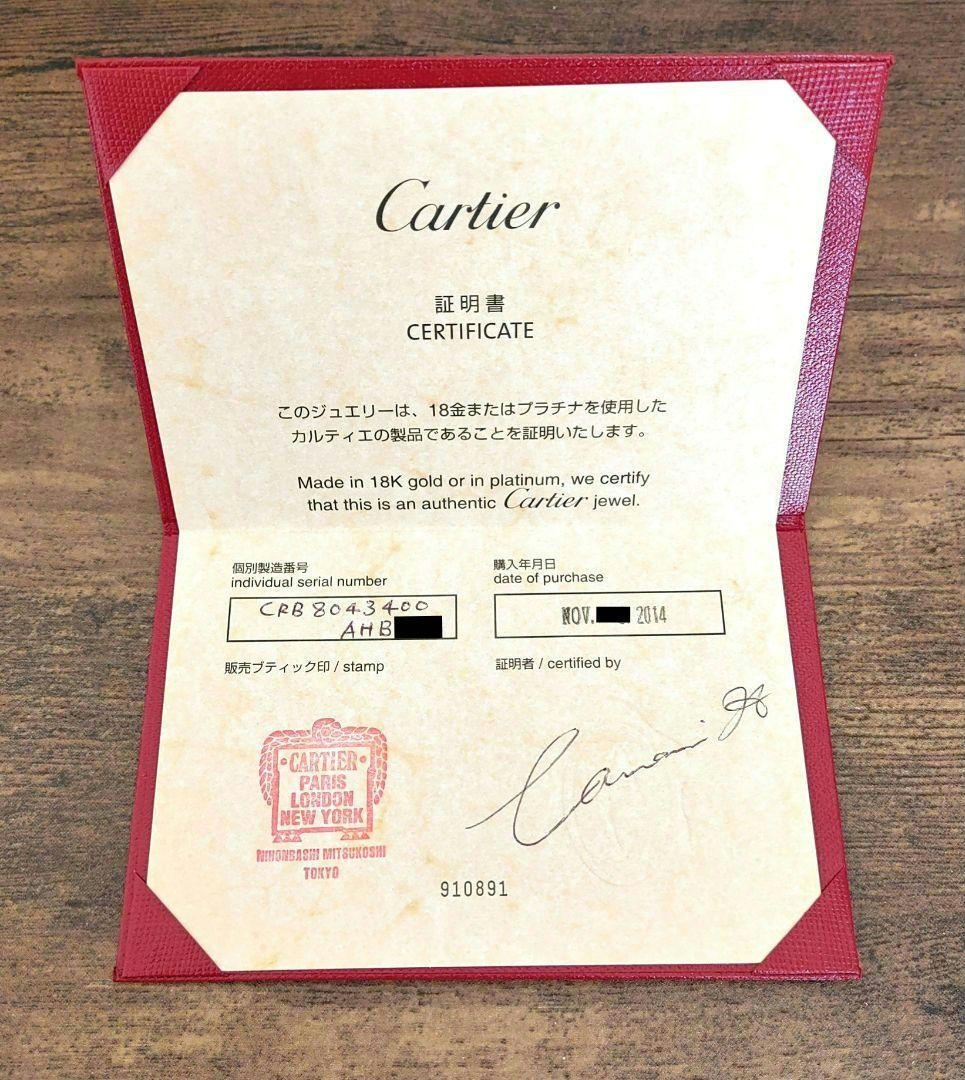 Cartier
証明書
CERTIFICATE
このジュエリーは、18金またはプラチナを使用した
カルティエの製品であることを証明いたします。
Made in 18K gold or in platinum, we certify
that this is an authentic Cartier jewel.
個別製造番号
individual serial number
CRB8043400
AHB
購入年月日
date of purchase
NOV. 2014
販売ブティック印 / stamp
証明者 / certified by
CARTIER
PARIS
LONDON
NEW YORK
NIHONBASHI MITSUKOSHI
TOKYO
910891